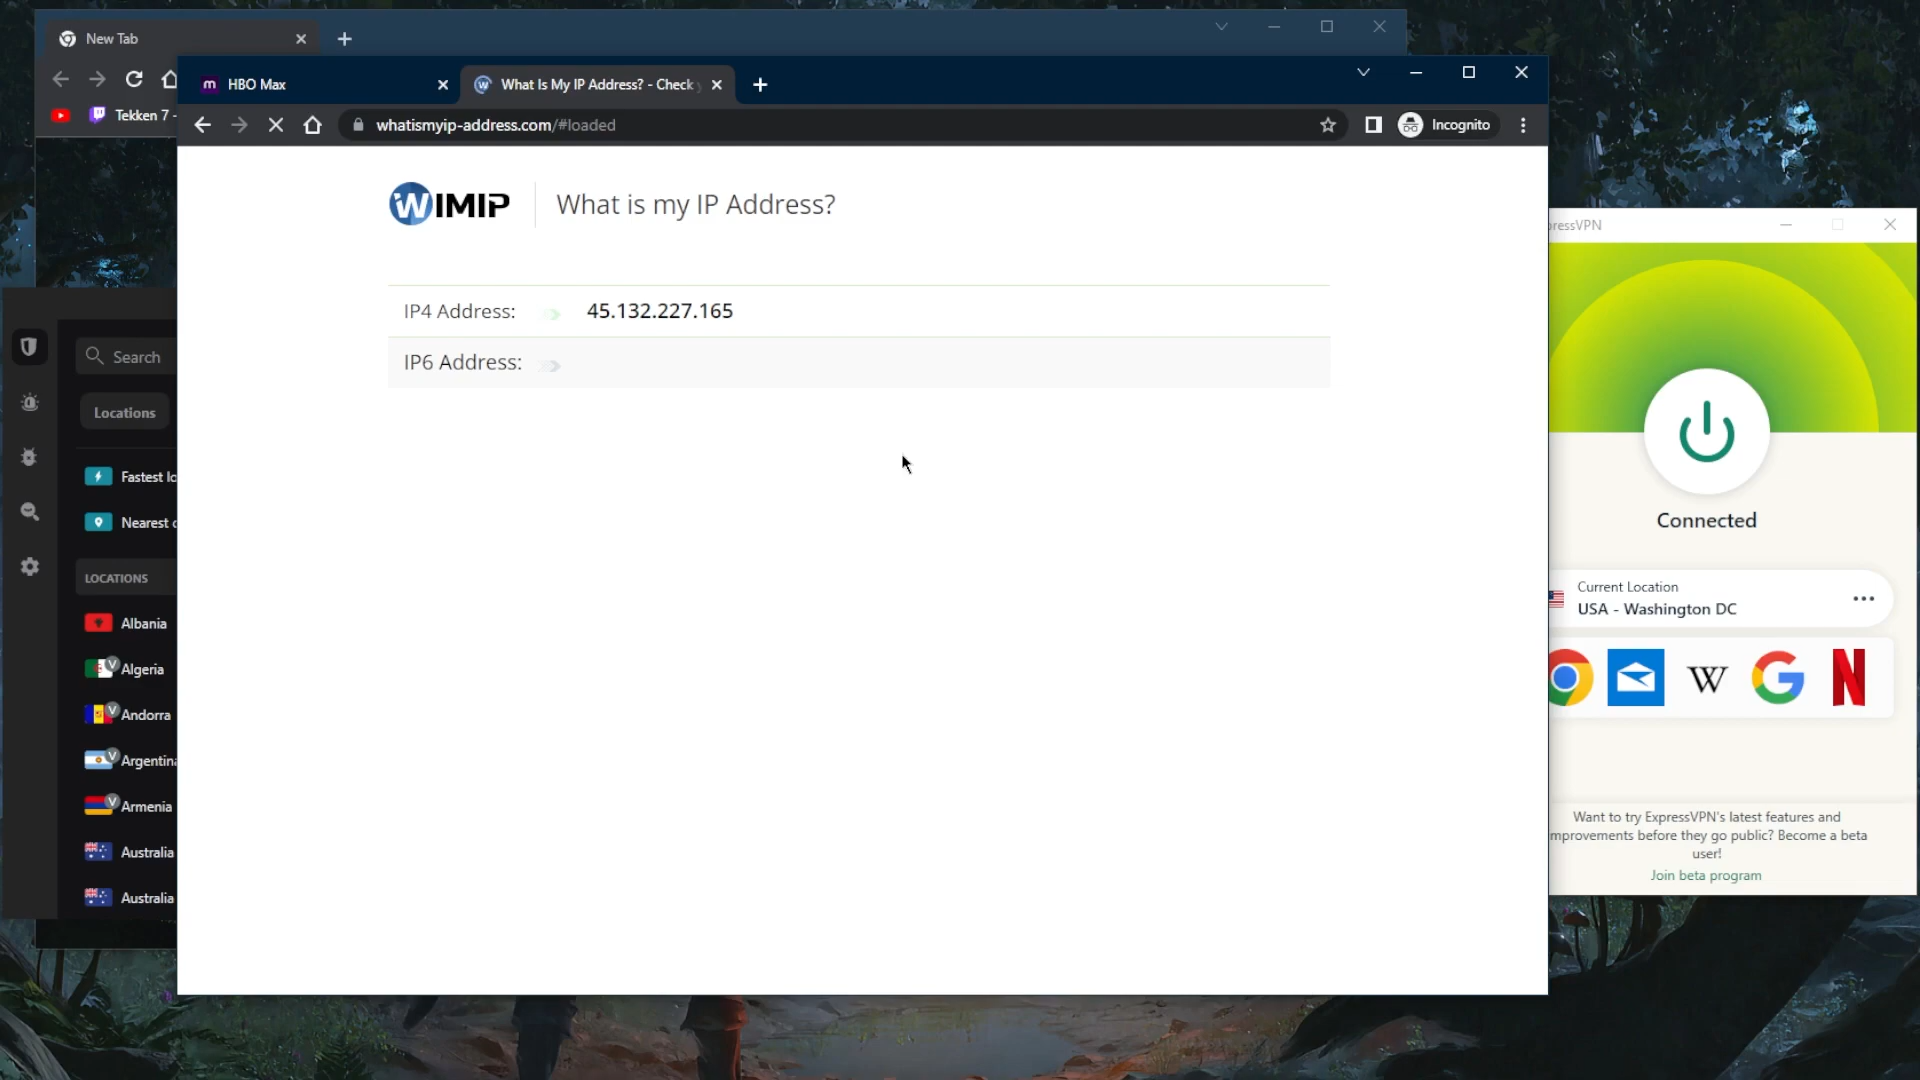 New Tab
Tekken 7 -
HBO Max
What Is My IP Address? - Check
whatismyip-address.com/#loaded
Incognito
WIMIP
What is my IP Address?
IP4 Address:
45.132.227.165
IP6 Address:
Search
Locations
Fastest lo
Nearest c
LOCATIONS
Albania
Algeria
Andorra
Argentina
Armenia
Australia
Australia
pressVPN
Connected
Current Location
USA - Washington DC
Want to try ExpressVPN's latest features and
mprovements before they go public? Become a beta
user!
Join beta program